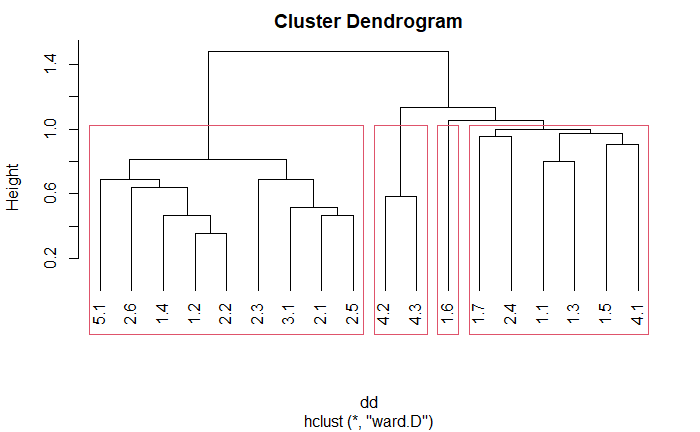 Cluster Dendrogram
Height
1.4
1.0
0.6
0.2
5.1 2.6 1.4 1.2 2.2 2.3 3.1 2.1 2.5 4.2 4.3 1.6 1.7 2.4 1.1 1.3 1.5 4.1
dd
hclust (*, "ward.D")